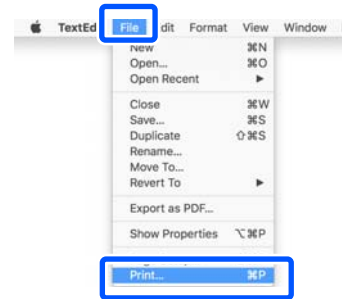 TextEd File dit Format View Window
New ⌘N
Open... ⌘O
Open Recent ▶
Close ⌘W
Save... ⌘S
Duplicate ⇧⌘S
Rename...
Move To...
Revert To ▶
Export as PDF...
Show Properties ⌥⌘P
Print... ⌘P